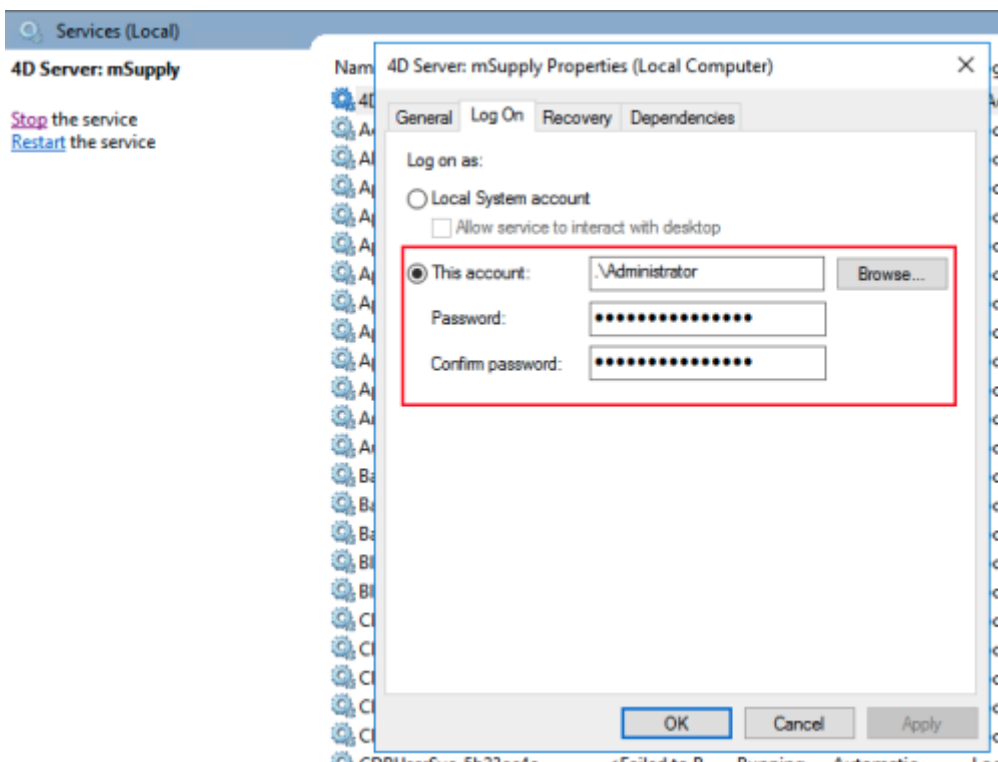 Services (Local)
4D Server: mSupply
Stop the service
Restart the service
Nam
4D Server: mSupply Properties (Local Computer)
General Log On Recovery Dependencies
Log on as:
Local System account
Allow service to interact with desktop
This account: .\Administrator Browse...
Password: •••••••••••••••
Confirm password: •••••••••••••••
OK Cancel Apply
Running Automatic